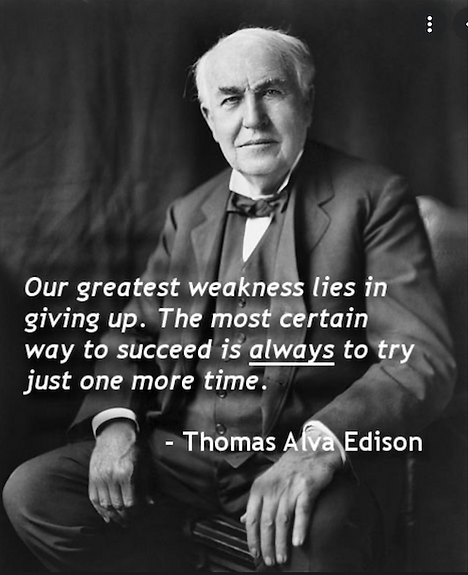 Our greatest weakness lies in
giving up. The most certain
way to succeed is always to try
just one more time.
– Thomas Alva Edison